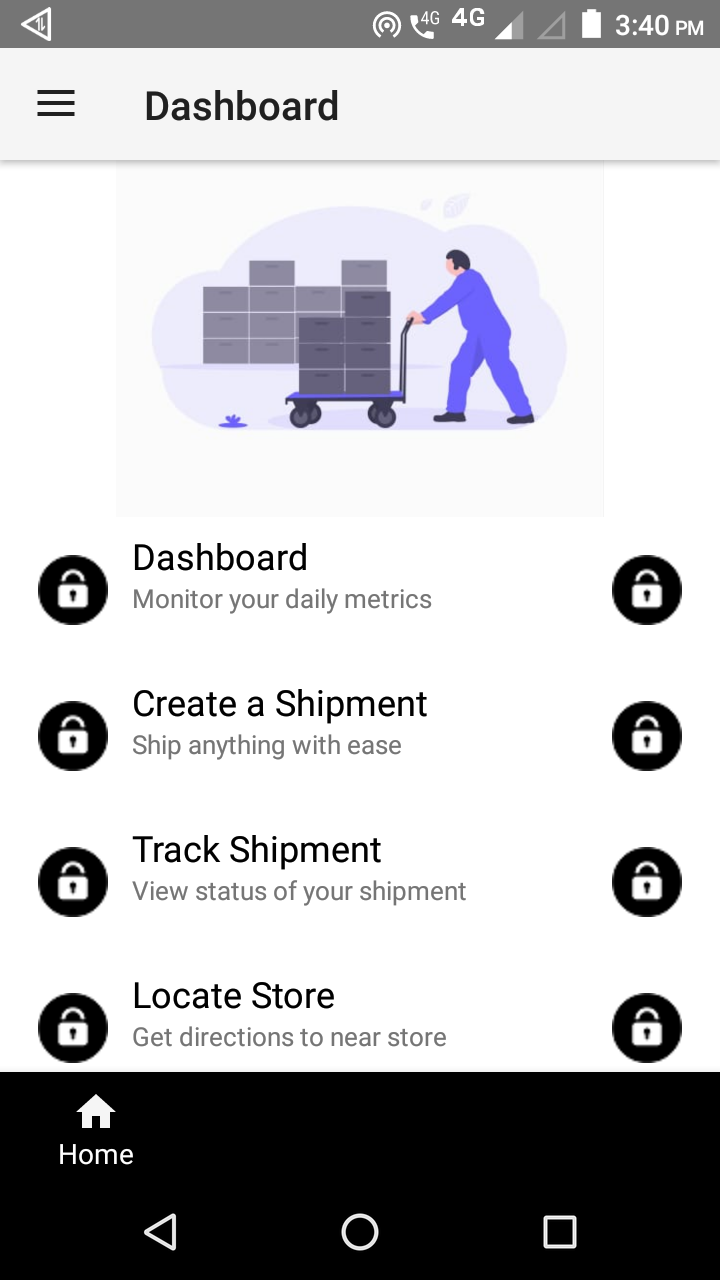 4G 4G 3:40 PM
Dashboard
Dashboard
Monitor your daily metrics
Create a Shipment
Ship anything with ease
Track Shipment
View status of your shipment
Locate Store
Get directions to near store
Home